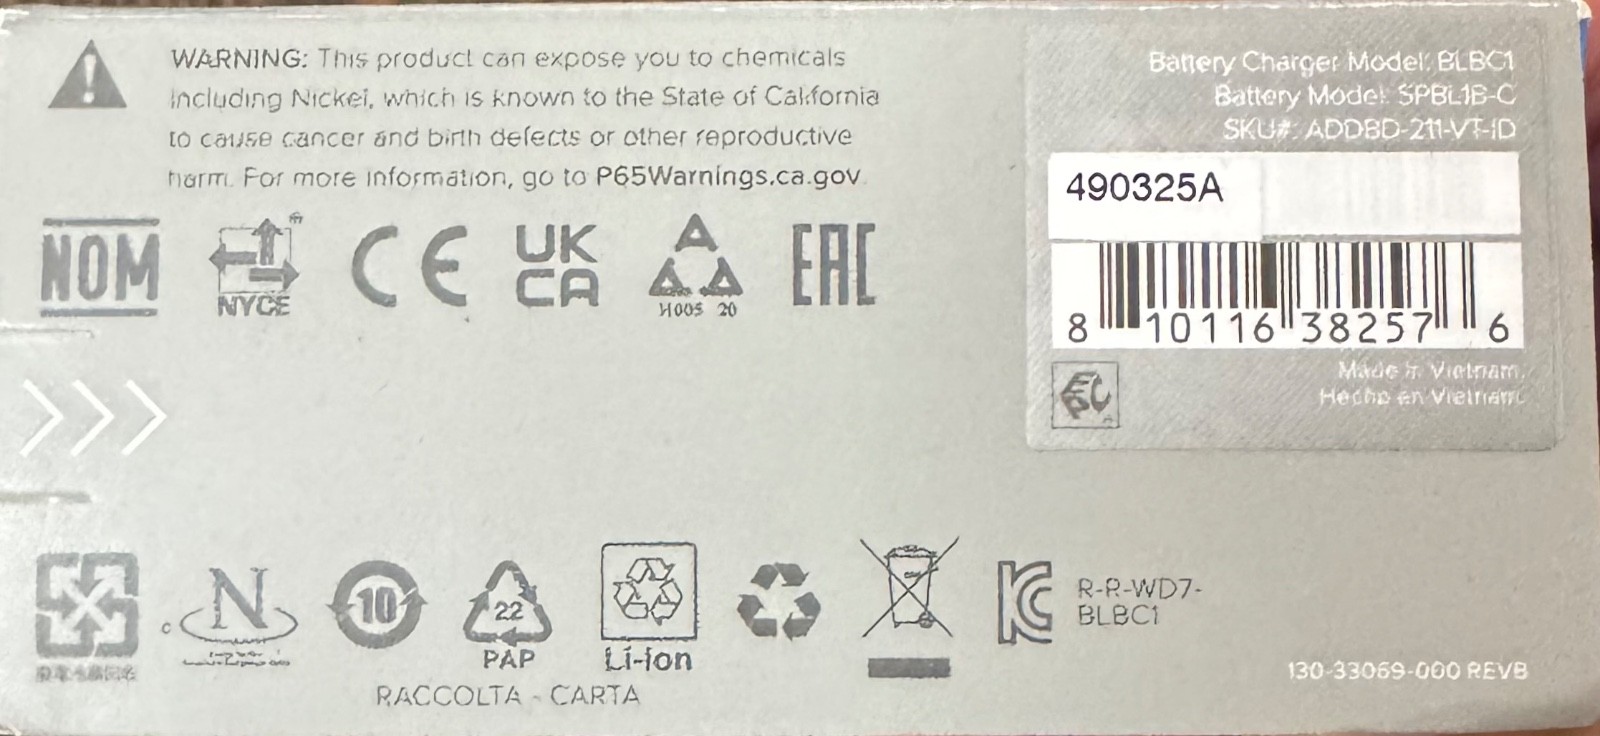 WARNING: This product can expose you to chemicals
including Nickel, which is known to the State of California
to cause cancer and birth defects or other reproductive
harm. For more information, go to P65Warnings.ca.gov.
NOM
NYCE
CE
UK
CA
20
EAC
Battery Charger Model: BLBC1
Battery Model: SPBL1B-C
SKU#: ADDBD-211-VT-ID
490325A
8 10116 38257 6
Made in Vietnam.
Hecho en Vietnam.
N
10
22
PAP
Li-ion
RACCOLTA - CARTA
R-R-WD7-
BLBC1
130-33069-000 REVB